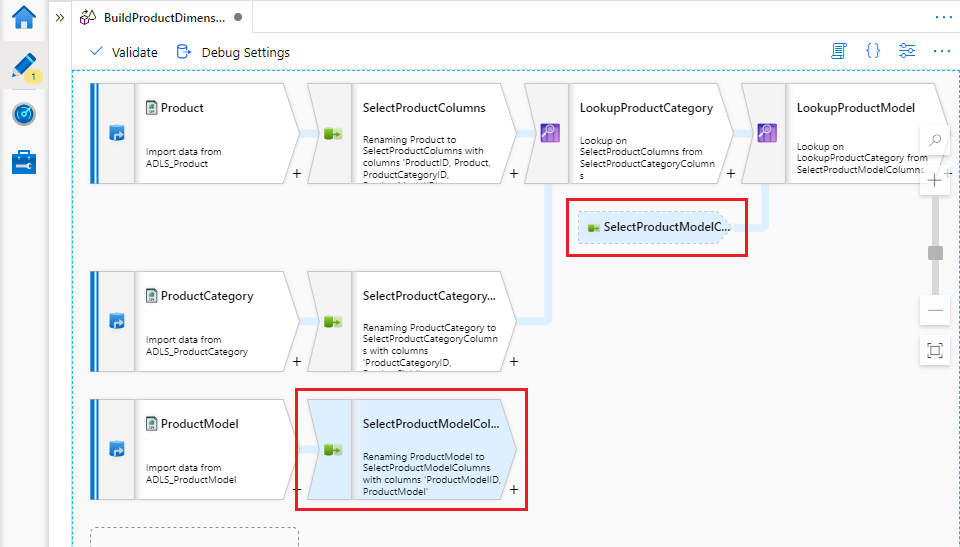 BuildProductDimens...
1
Validate
Debug Settings
Product
Import data from
ADLS_Product
SelectProductColumns
Renaming Product to
SelectProductColumns with
columns 'ProductID, Product,
ProductCategoryID,
LookupProductCategory
Lookup on
SelectProductColumns from
SelectProductCategoryColumn
s
LookupProductModel
Lookup on
LookupProductCategory from
SelectProductModelColumns
SelectProductModelC...
ProductCategory
Import data from
ADLS_ProductCategory
SelectProductCategory...
Renaming ProductCategory to
SelectProductCategoryColumn
s with columns
'ProductCategoryID,
ProductModel
Import data from
ADLS_ProductModel
SelectProductModelCol...
Renaming ProductModel to
SelectProductModelColumns
with columns 'ProductModelID,
ProductModel'